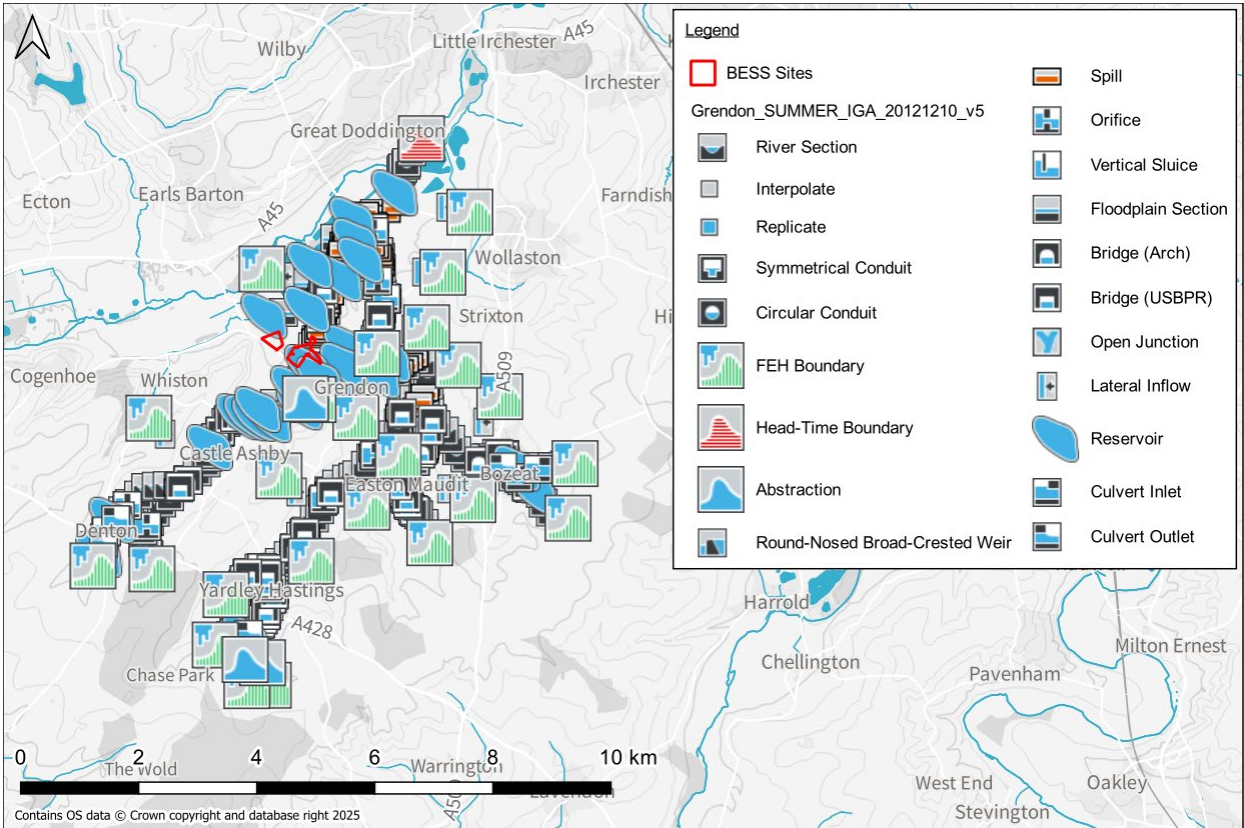 Wilby
Little Irchester
A45
Irchester
Great Doddington
Ecton
Earls Barton
A45
Farndish
Wollaston
Strixton
Hi
Cogenhoe
Whiston
Grendon
A509
Castle Ashby
Easton Maudit
Bozeat
Denton
Yardley Hastings
A428
Chase Park
Harrold
Chellington
Milton Ernest
Pavenham
The Wold
Warrington
West End
Oakley
Stevington
0 2 4 6 8 10 km
Contains OS data © Crown copyright and database right 2025
Legend
BESS Sites
Grendon_SUMMER_IGA_20121210_v5
River Section
Interpolate
Replicate
Symmetrical Conduit
Circular Conduit
FEH Boundary
Head-Time Boundary
Abstraction
Round-Nosed Broad-Crested Weir
Spill
Orifice
Vertical Sluice
Floodplain Section
Bridge (Arch)
Bridge (USBPR)
Open Junction
Lateral Inflow
Reservoir
Culvert Inlet
Culvert Outlet